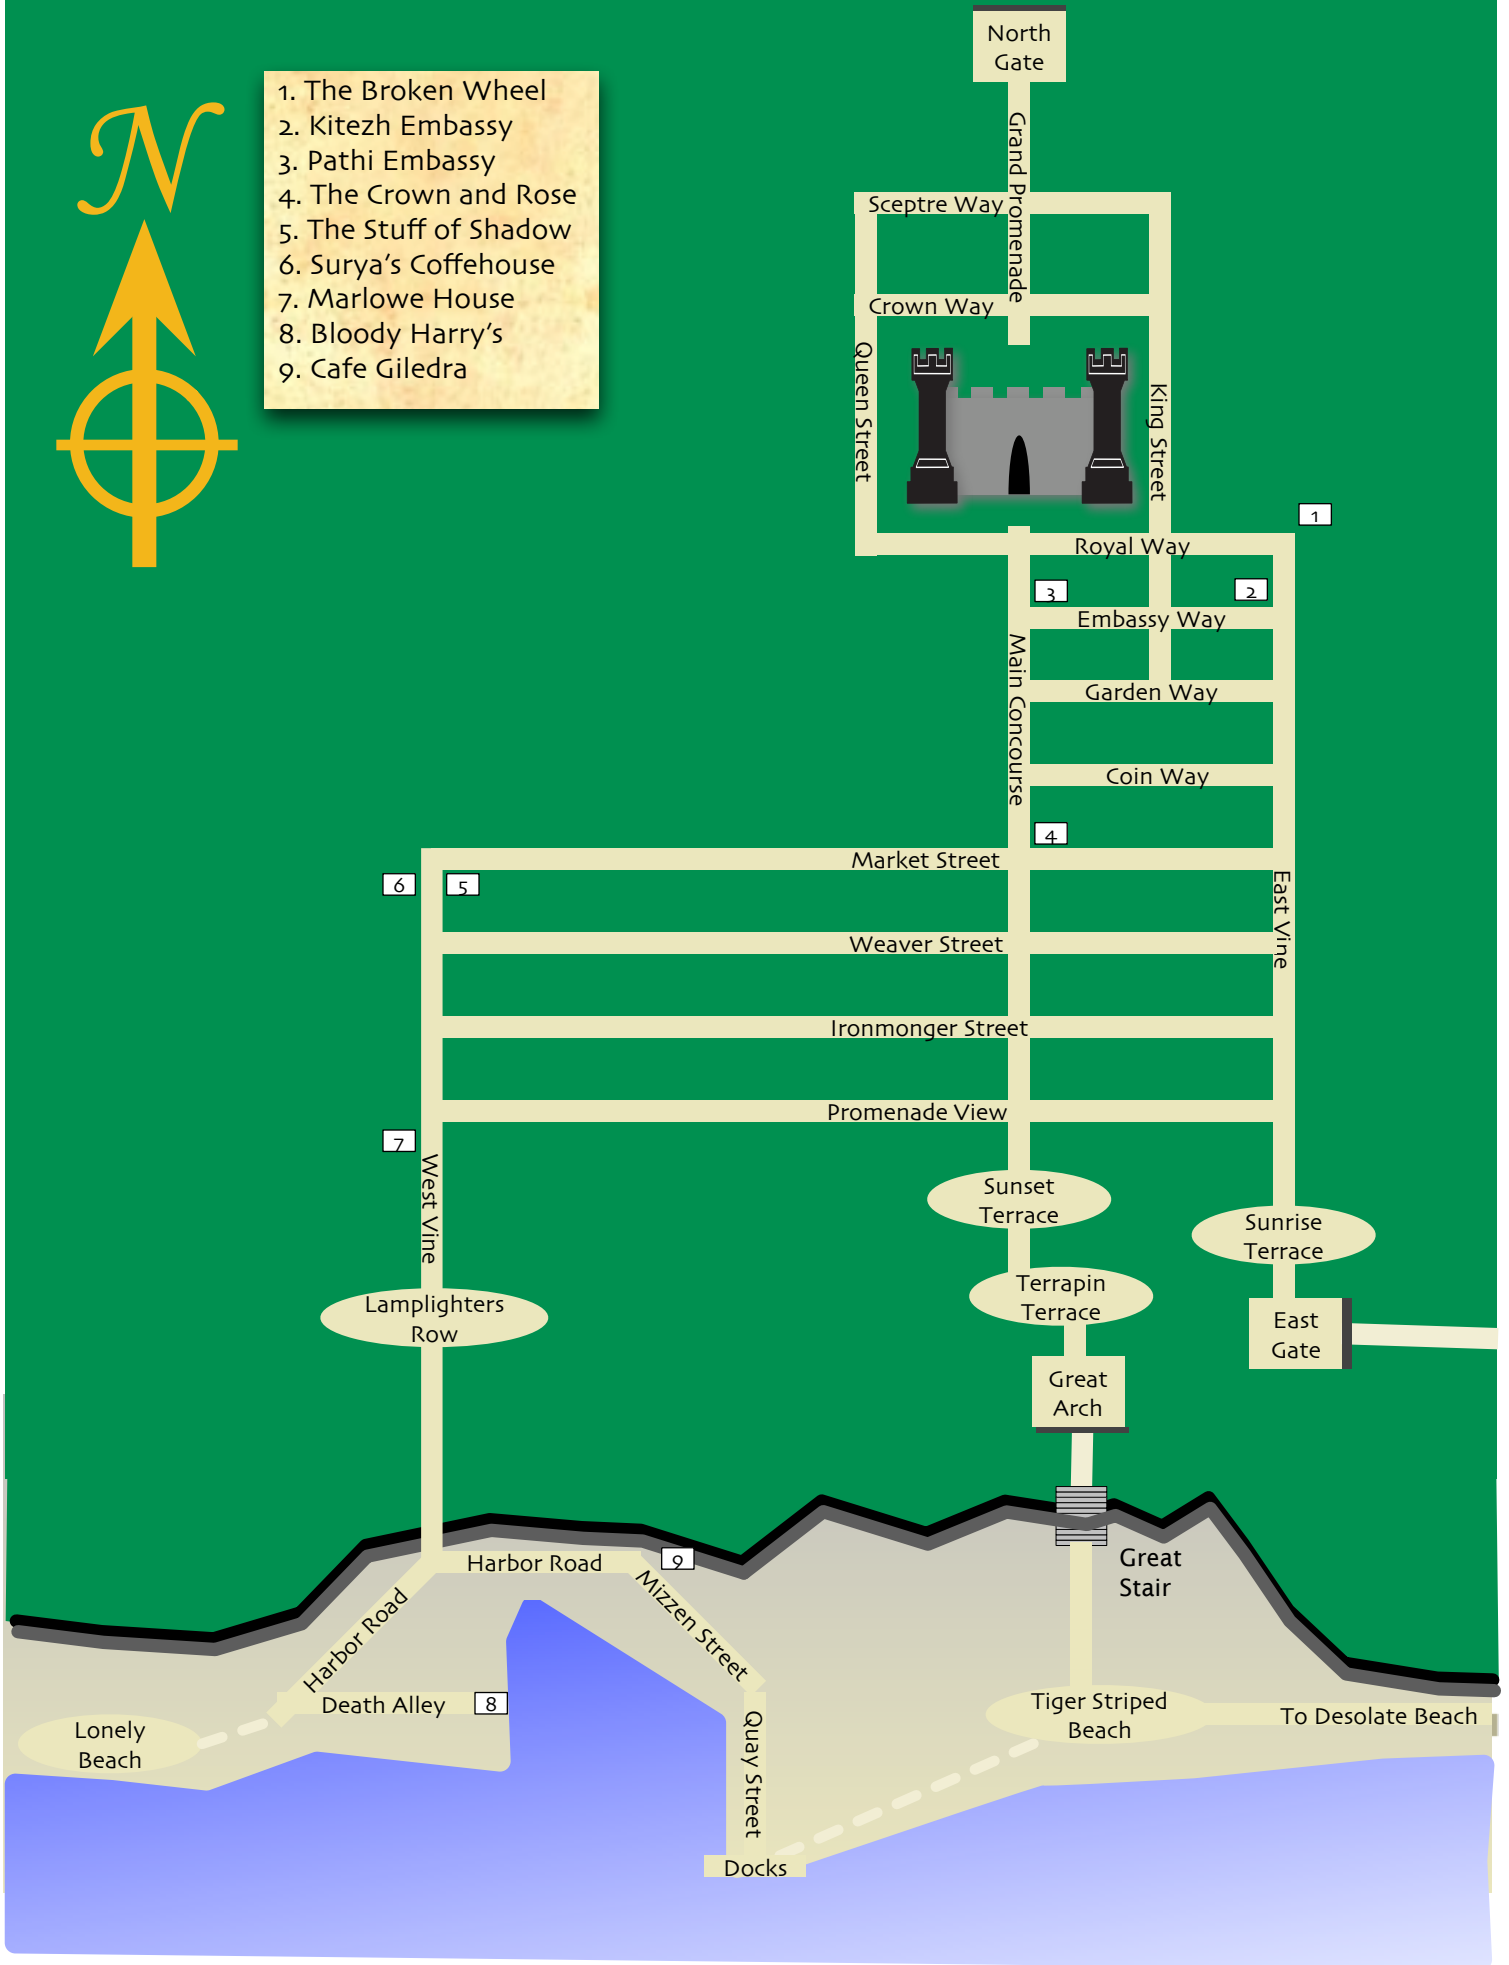 North
Gate
N
1. The Broken Wheel
2. Kitezh Embassy
3. Pathi Embassy
4. The Crown and Rose
5. The Stuff of Shadow
6. Surya's Coffehouse
7. Marlowe House
8. Bloody Harry's
9. Cafe Giledra
Grand Promenade
Sceptre Way
Crown Way
Queen Street
King Street
1
Royal Way
3
2
Embassy Way
Main Concourse
Garden Way
Coin Way
4
Market Street
6
5
East Vine
Weaver Street
Ironmonger Street
Promenade View
7
West Vine
Sunset
Terrace
Sunrise
Terrace
Terrapin
Terrace
Lamplighters
Row
East
Gate
Great
Arch
Great
Stair
Harbor Road
9
Mizzen Street
Harbor Road
Death Alley
8
Lonely
Beach
Quay Street
Tiger Striped
Beach
To Desolate Beach
Docks